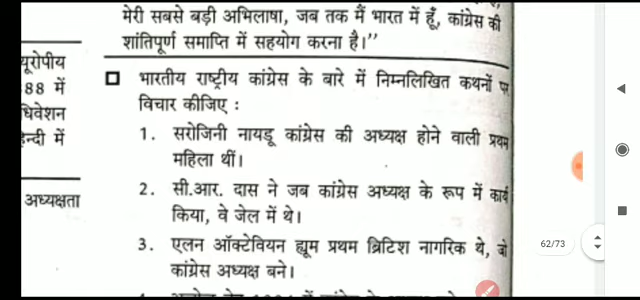 मेरी सबसे बड़ी अभिलाषा, जब तक मैं भारत में हूँ, कांग्रेस की
शांतिपूर्ण समाप्ति में सहयोग करना है।’’
यूरोपीय
88 में
धिवेशन
हिन्दी में
अध्यक्षता
भारतीय राष्ट्रीय कांग्रेस के बारे में निम्नलिखित कथनों पर
विचार कीजिए :
1. सरोजिनी नायडू कांग्रेस की अध्यक्ष होने वाली प्रथम
महिला थीं।
2. सी.आर. दास ने जब कांग्रेस अध्यक्ष के रूप में कार्य
किया, वे जेल में थे।
3. एलन ऑक्टेवियन ह्यूम प्रथम ब्रिटिश नागरिक थे, जो
कांग्रेस अध्यक्ष बने।
62/73